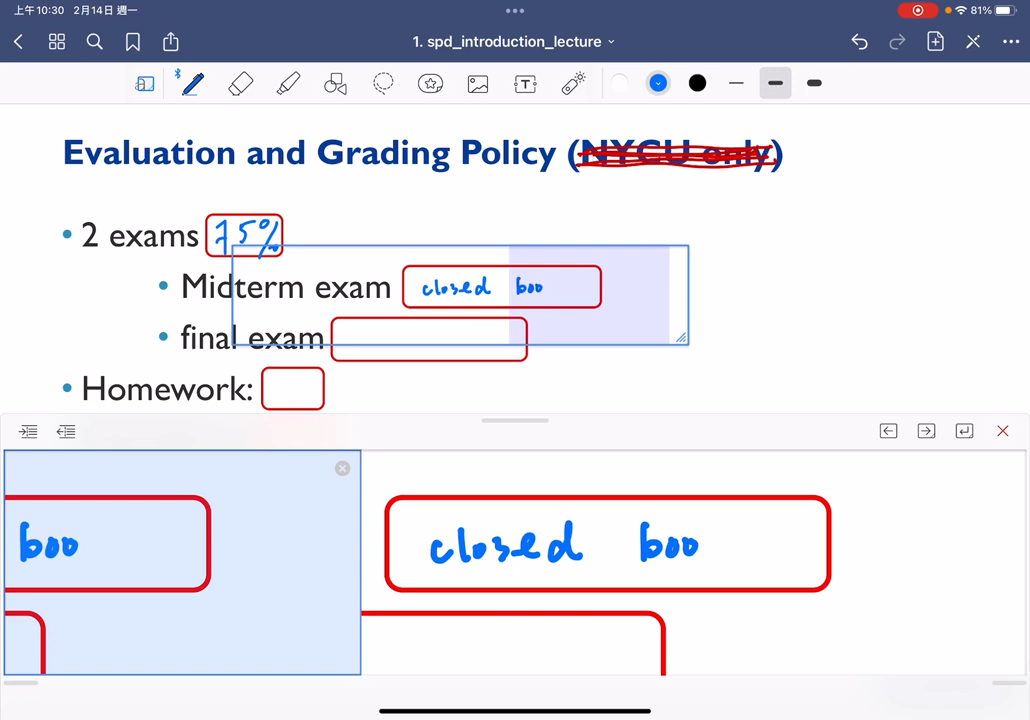 上午10:30 2月14日 週一
81%
1. spd_introduction_lecture
T
Evaluation and Grading Policy (NYCU only)
• 2 exams 75%
• Midterm exam closed boo
• final exam
• Homework:
boo closed boo